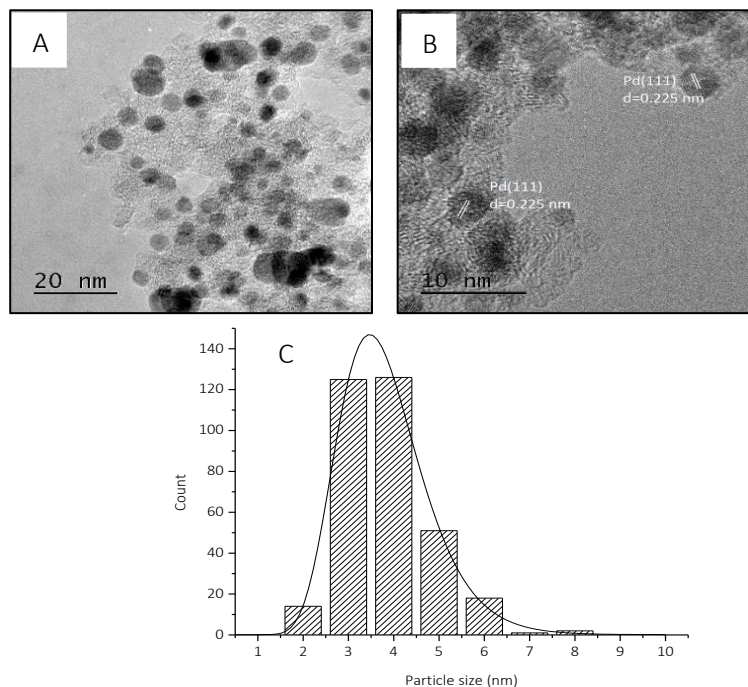 A
20 nm
B
Pd(111)
d=0.225 nm
Pd(111)
d=0.225 nm
10 nm
C
140
120
100
80
60
40
20
0
Count
1 2 3 4 5 6 7 8 9 10
Particle size (nm)